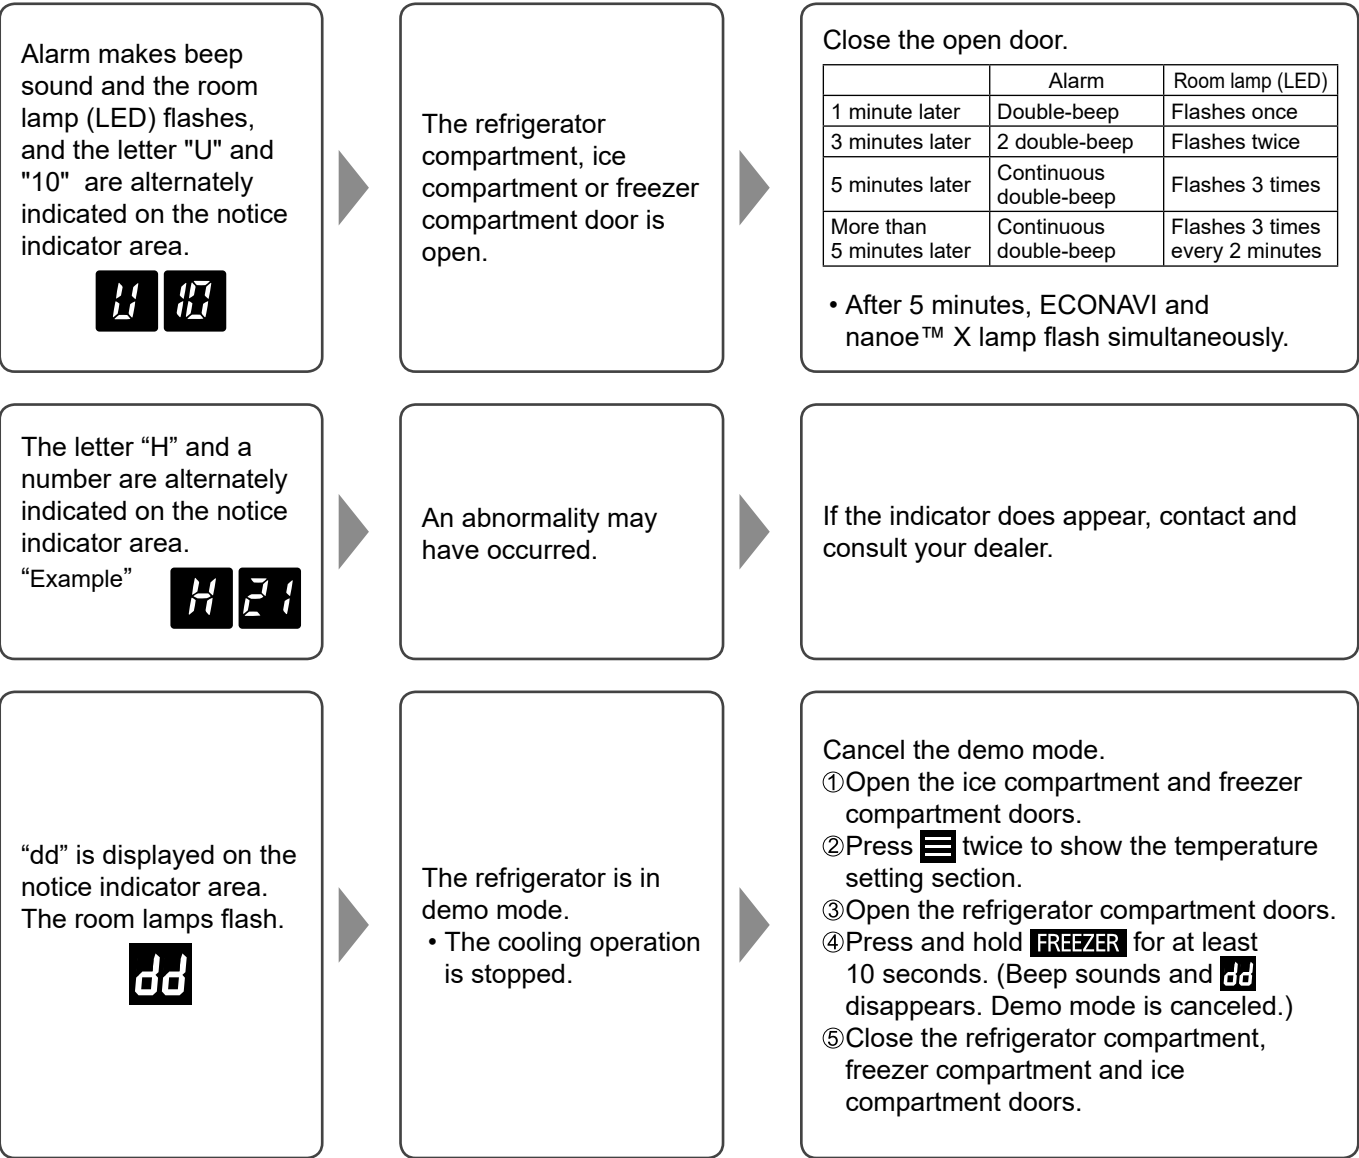 Alarm makes beep
sound and the room
lamp (LED) flashes,
and the letter "U" and
"10" are alternately
indicated on the notice
indicator area.
U 10
The refrigerator
compartment, ice
compartment or freezer
compartment door is
open.
Close the open door.
Alarm Room lamp (LED)
1 minute later Double-beep Flashes once
3 minutes later 2 double-beep Flashes twice
5 minutes later Continuous double-beep Flashes 3 times
More than 5 minutes later Continuous double-beep Flashes 3 times every 2 minutes
• After 5 minutes, ECONAVI and
nanoe™ X lamp flash simultaneously.
The letter “H” and a
number are alternately
indicated on the notice
indicator area.
“Example” H 21
An abnormality may
have occurred.
If the indicator does appear, contact and
consult your dealer.
“dd” is displayed on the
notice indicator area.
The room lamps flash.
dd
The refrigerator is in
demo mode.
• The cooling operation
is stopped.
Cancel the demo mode.
①Open the ice compartment and freezer
compartment doors.
②Press twice to show the temperature
setting section.
③Open the refrigerator compartment doors.
④Press and hold FREEZER for at least
10 seconds. (Beep sounds and dd
disappears. Demo mode is canceled.)
⑤Close the refrigerator compartment,
freezer compartment and ice
compartment doors.